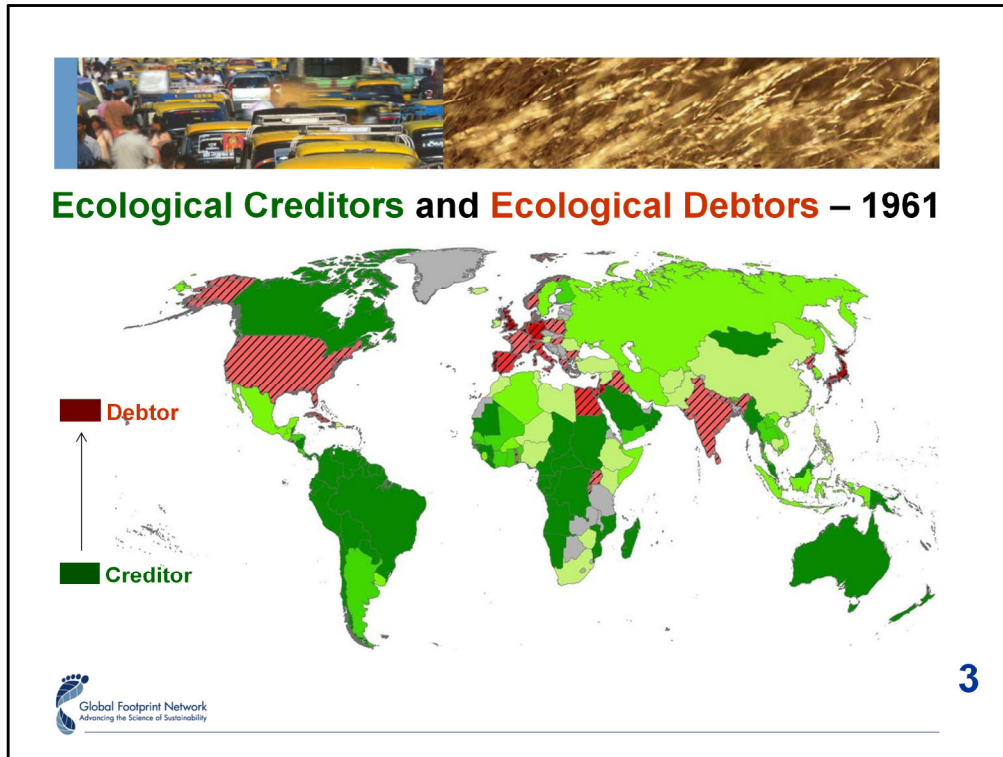 Ecological Creditors and Ecological Debtors – 1961
Debtor
Creditor
3
Global Footprint Network
Advancing the Science of Sustainability